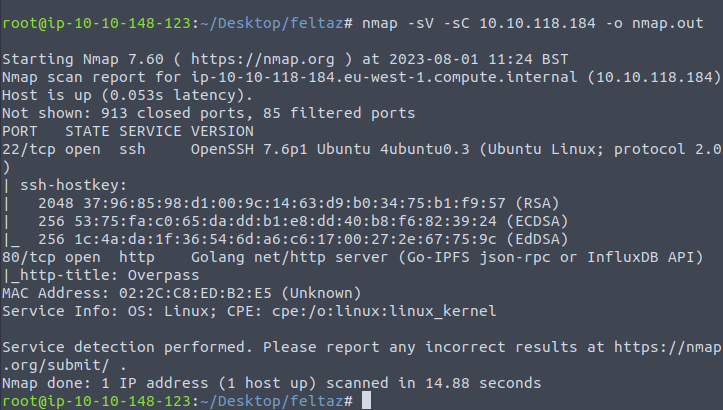 root@ip-10-10-148-123:~/Desktop/feltaz# nmap -sV -sC 10.10.118.184 -o nmap.out

Starting Nmap 7.60 ( https://nmap.org ) at 2023-08-01 11:24 BST
Nmap scan report for ip-10-10-118-184.eu-west-1.compute.internal (10.10.118.184)
Host is up (0.053s latency).
Not shown: 913 closed ports, 85 filtered ports
PORT   STATE SERVICE VERSION
22/tcp open  ssh     OpenSSH 7.6p1 Ubuntu 4ubuntu0.3 (Ubuntu Linux; protocol 2.0
)
| ssh-hostkey:
|   2048 37:96:85:98:d1:00:9c:14:63:d9:b0:34:75:b1:f9:57 (RSA)
|   256 53:75:fa:c0:65:da:dd:b1:e8:dd:40:b8:f6:82:39:24 (ECDSA)
|_  256 1c:4a:da:1f:36:54:6d:a6:c6:17:00:27:2e:67:75:9c (EdDSA)
80/tcp open  http    Golang net/http server (Go-IPFS json-rpc or InfluxDB API)
|_http-title: Overpass
MAC Address: 02:2C:C8:ED:B2:E5 (Unknown)
Service Info: OS: Linux; CPE: cpe:/o:linux:linux_kernel

Service detection performed. Please report any incorrect results at https://nmap
.org/submit/ .
Nmap done: 1 IP address (1 host up) scanned in 14.88 seconds
root@ip-10-10-148-123:~/Desktop/feltaz#